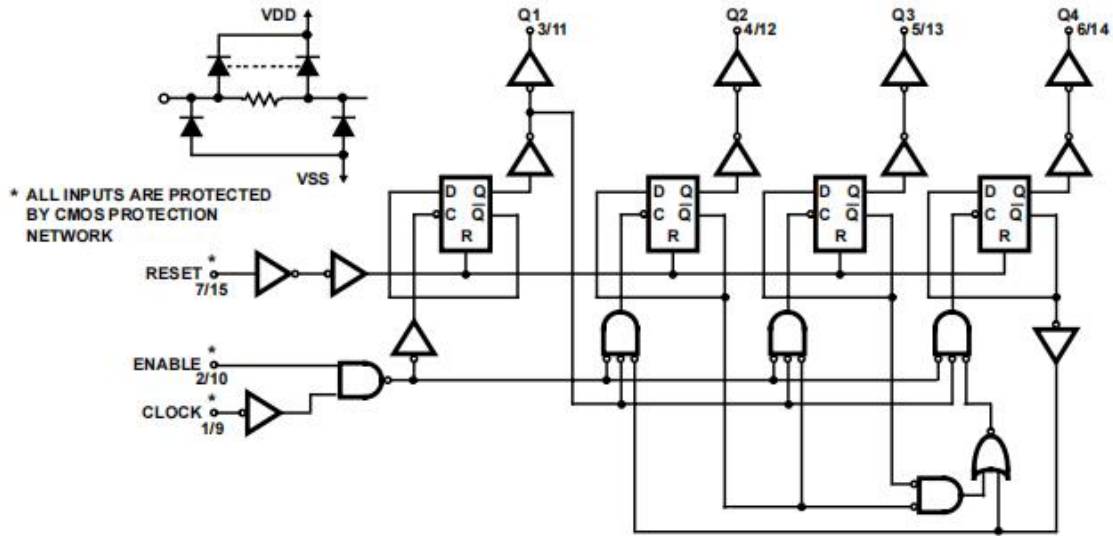 VDD
VSS
* ALL INPUTS ARE PROTECTED
BY CMOS PROTECTION
NETWORK
Q1
3/11
Q2
4/12
Q3
5/13
Q4
6/14
D Q
C Q̅
R
D Q
C Q̅
R
D Q
C Q̅
R
D Q
C Q̅
R
RESET *
7/15
ENABLE *
2/10
CLOCK *
1/9